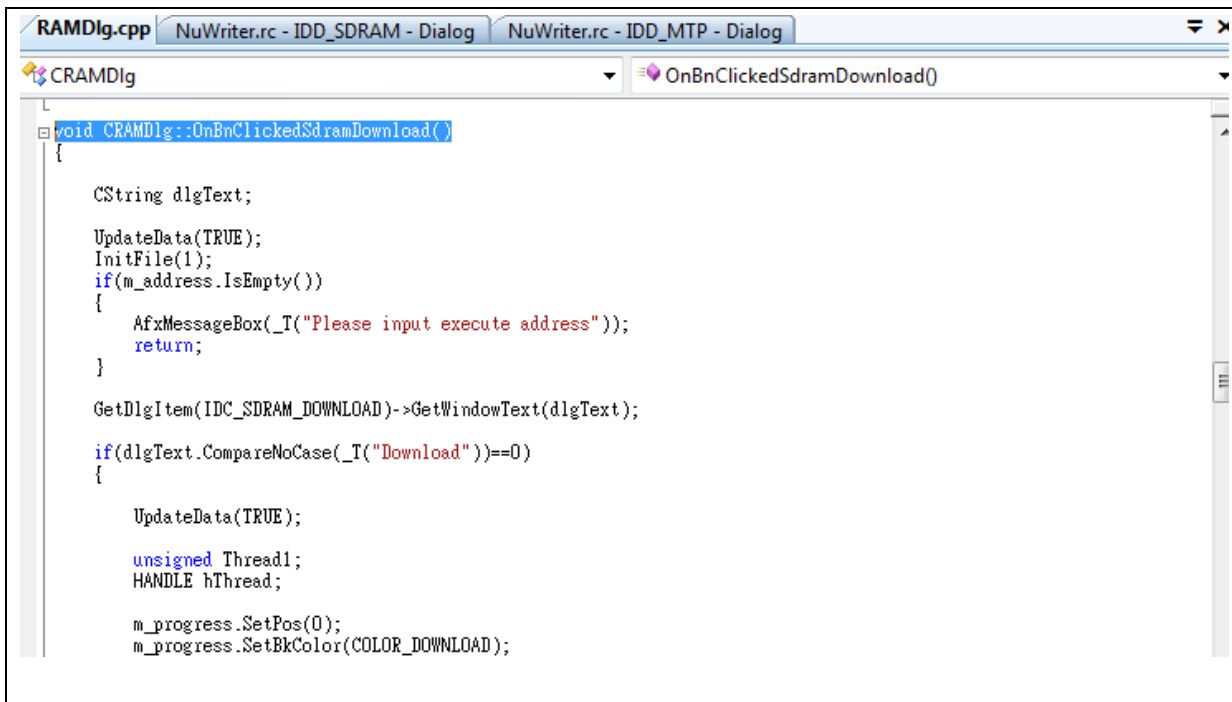 RAMDlg.cpp NuWriter.rc - IDD_SDRAM - Dialog NuWriter.rc - IDD_MTP - Dialog
CRAMDlg OnBnClickedSdramDownload()
void CRAMDlg::OnBnClickedSdramDownload()
{
CString dlgText;
UpdateData(TRUE);
InitFile(1);
if(m_address.IsEmpty())
{
AfxMessageBox(_T("Please input execute address"));
return;
}
GetDlgItem(IDC_SDRAM_DOWNLOAD)->GetWindowText(dlgText);
if(dlgText.CompareNoCase(_T("Download"))==0)
{
UpdateData(TRUE);
unsigned Thread1;
HANDLE hThread;
m_progress.SetPos(0);
m_progress.SetBkColor(COLOR_DOWNLOAD);